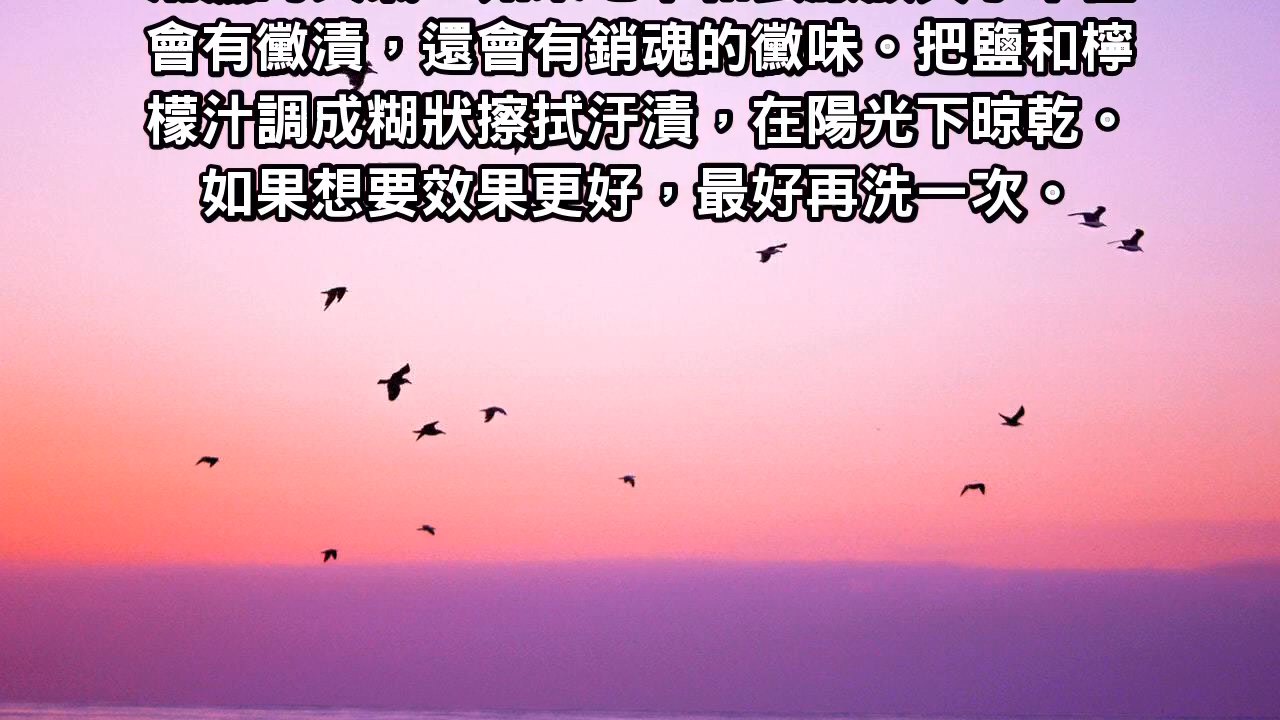 會有黴漬，還會有銷魂的黴味。把鹽和檸
檬汁調成糊狀擦拭汙漬，在陽光下晾乾。
如果想要效果更好，最好再洗一次。